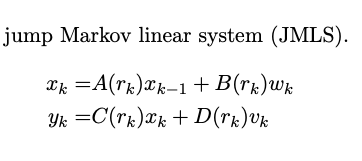 jump Markov linear system (JMLS).
x_k = A(r_k)x_{k-1} + B(r_k)w_k
y_k = C(r_k)x_k + D(r_k)v_k